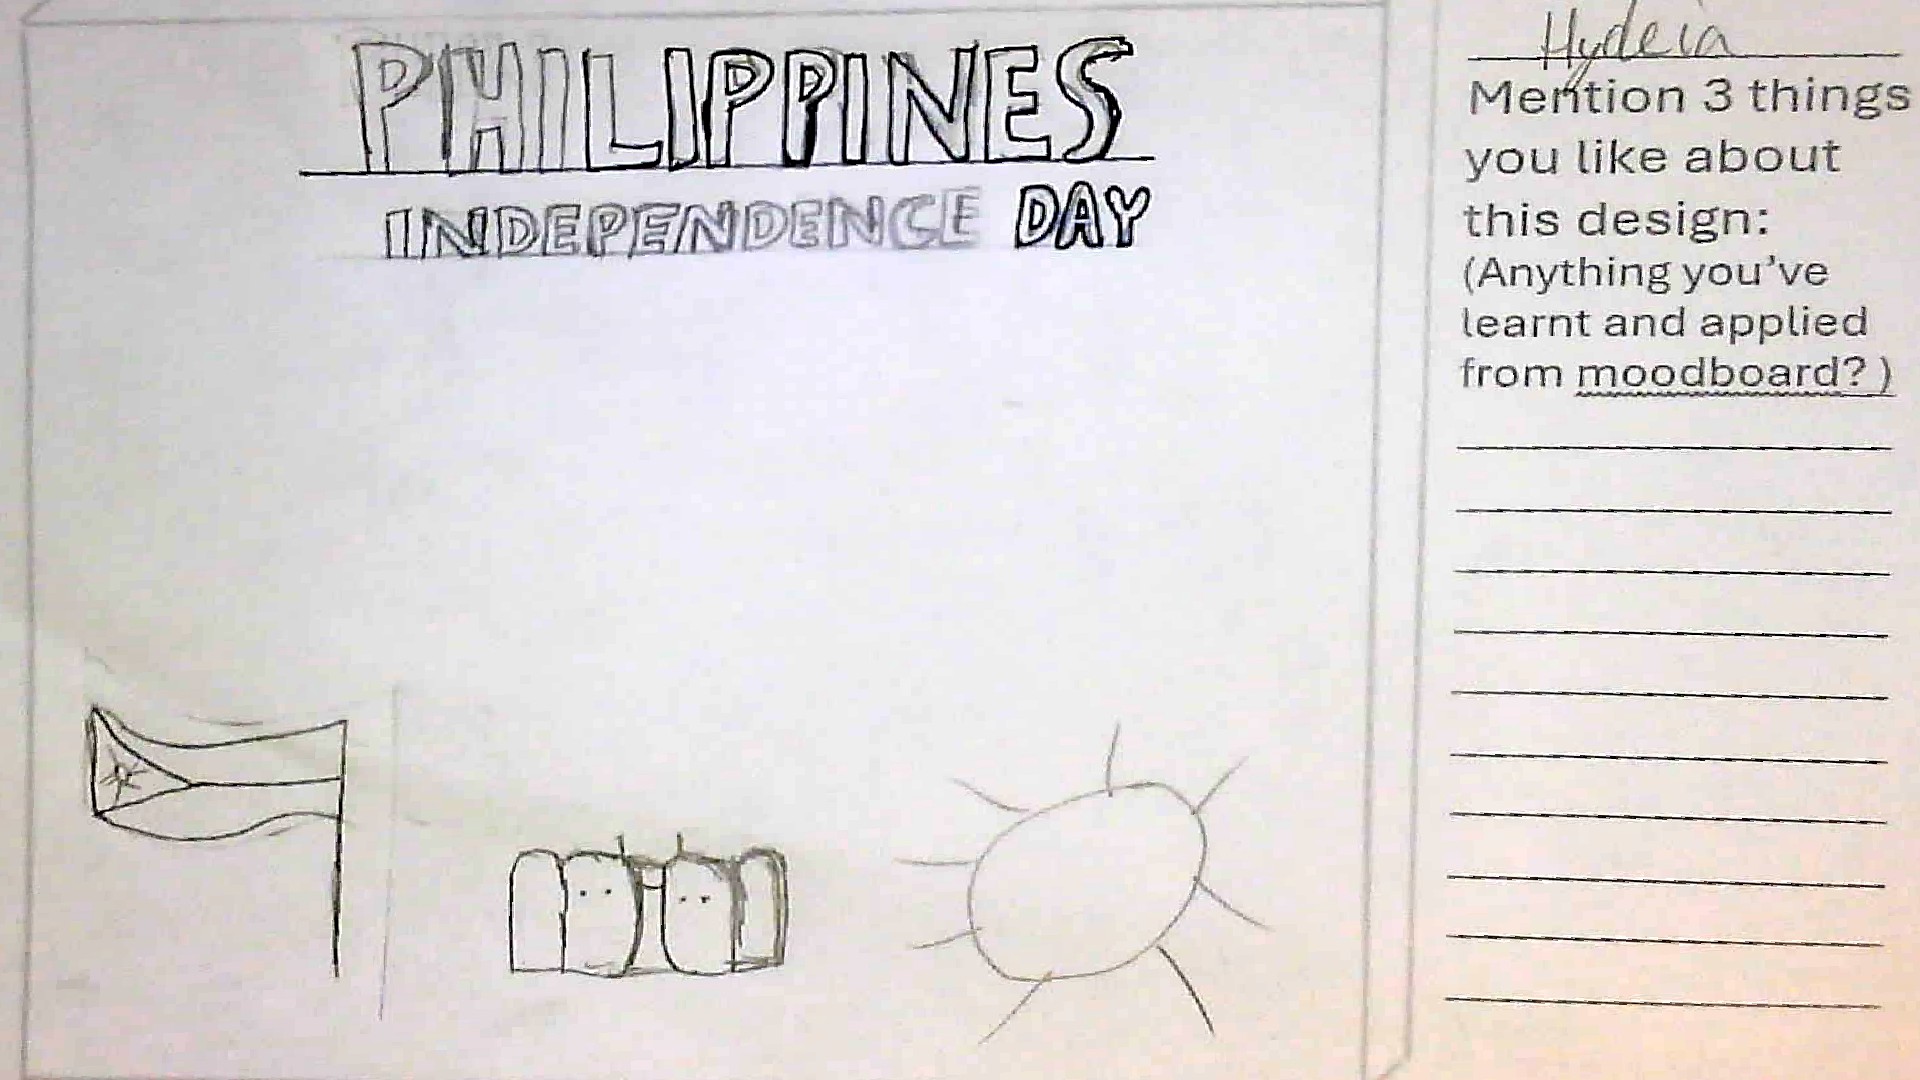 PHILIPPINES
INDEPENDENCE DAY
Hydeia
Mention 3 things
you like about
this design:
(Anything you've
learnt and applied
from moodboard? )